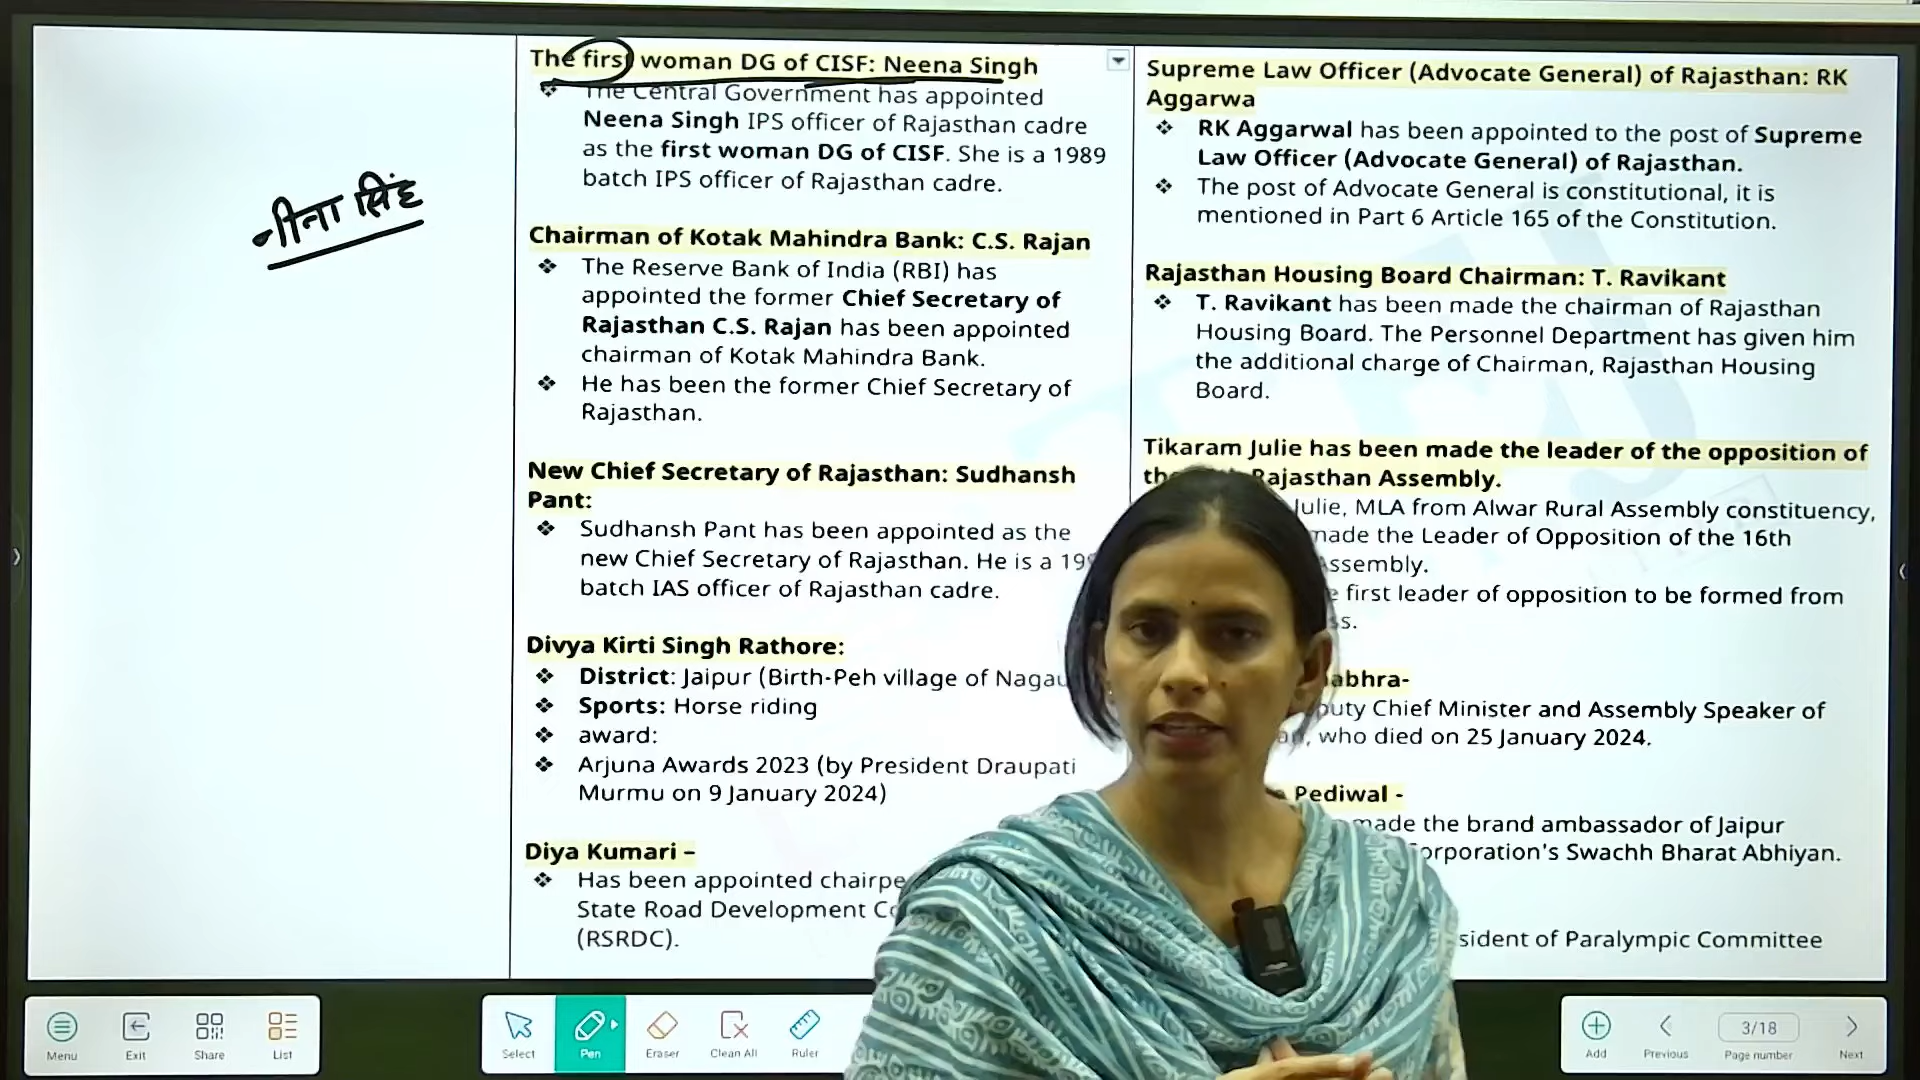 नीना सिंह
The first woman DG of CISF: Neena Singh
❖ The Central Government has appointed
Neena Singh IPS officer of Rajasthan cadre
as the first woman DG of CISF. She is a 1989
batch IPS officer of Rajasthan cadre.
Chairman of Kotak Mahindra Bank: C.S. Rajan
❖ The Reserve Bank of India (RBI) has
appointed the former Chief Secretary of
Rajasthan C.S. Rajan has been appointed
chairman of Kotak Mahindra Bank.
❖ He has been the former Chief Secretary of
Rajasthan.
New Chief Secretary of Rajasthan: Sudhansh
Pant:
❖ Sudhansh Pant has been appointed as the
new Chief Secretary of Rajasthan. He is a
batch IAS officer of Rajasthan cadre.
Divya Kirti Singh Rathore:
❖ District: Jaipur (Birth-Peh village of
❖ Sports: Horse riding
❖ award:
❖ Arjuna Awards 2023 (by President Draupati
Murmu on 9 January 2024)
Diya Kumari –
❖ Has been appointed
State Road Development
(RSRDC).
Supreme Law Officer (Advocate General) of Rajasthan: RK
Aggarwa
❖ RK Aggarwal has been appointed to the post of Supreme
Law Officer (Advocate General) of Rajasthan.
❖ The post of Advocate General is constitutional, it is
mentioned in Part 6 Article 165 of the Constitution.
Rajasthan Housing Board Chairman: T. Ravikant
❖ T. Ravikant has been made the chairman of Rajasthan
Housing Board. The Personnel Department has given him
the additional charge of Chairman, Rajasthan Housing
Board.
Tikaram Julie has been made the leader of the opposition of
Rajasthan Assembly.
Julie, MLA from Alwar Rural Assembly constituency,
made the Leader of Opposition of the 16th
Assembly.
first leader of opposition to be formed from
Chief Minister and Assembly Speaker of
who died on 25 January 2024.
Pediwal -
made the brand ambassador of Jaipur
Corporation's Swachh Bharat Abhiyan.
of Paralympic Committee
Menu Exit Share List Select Pen Eraser Clean All Ruler Add Previous 3/18 Page number Next